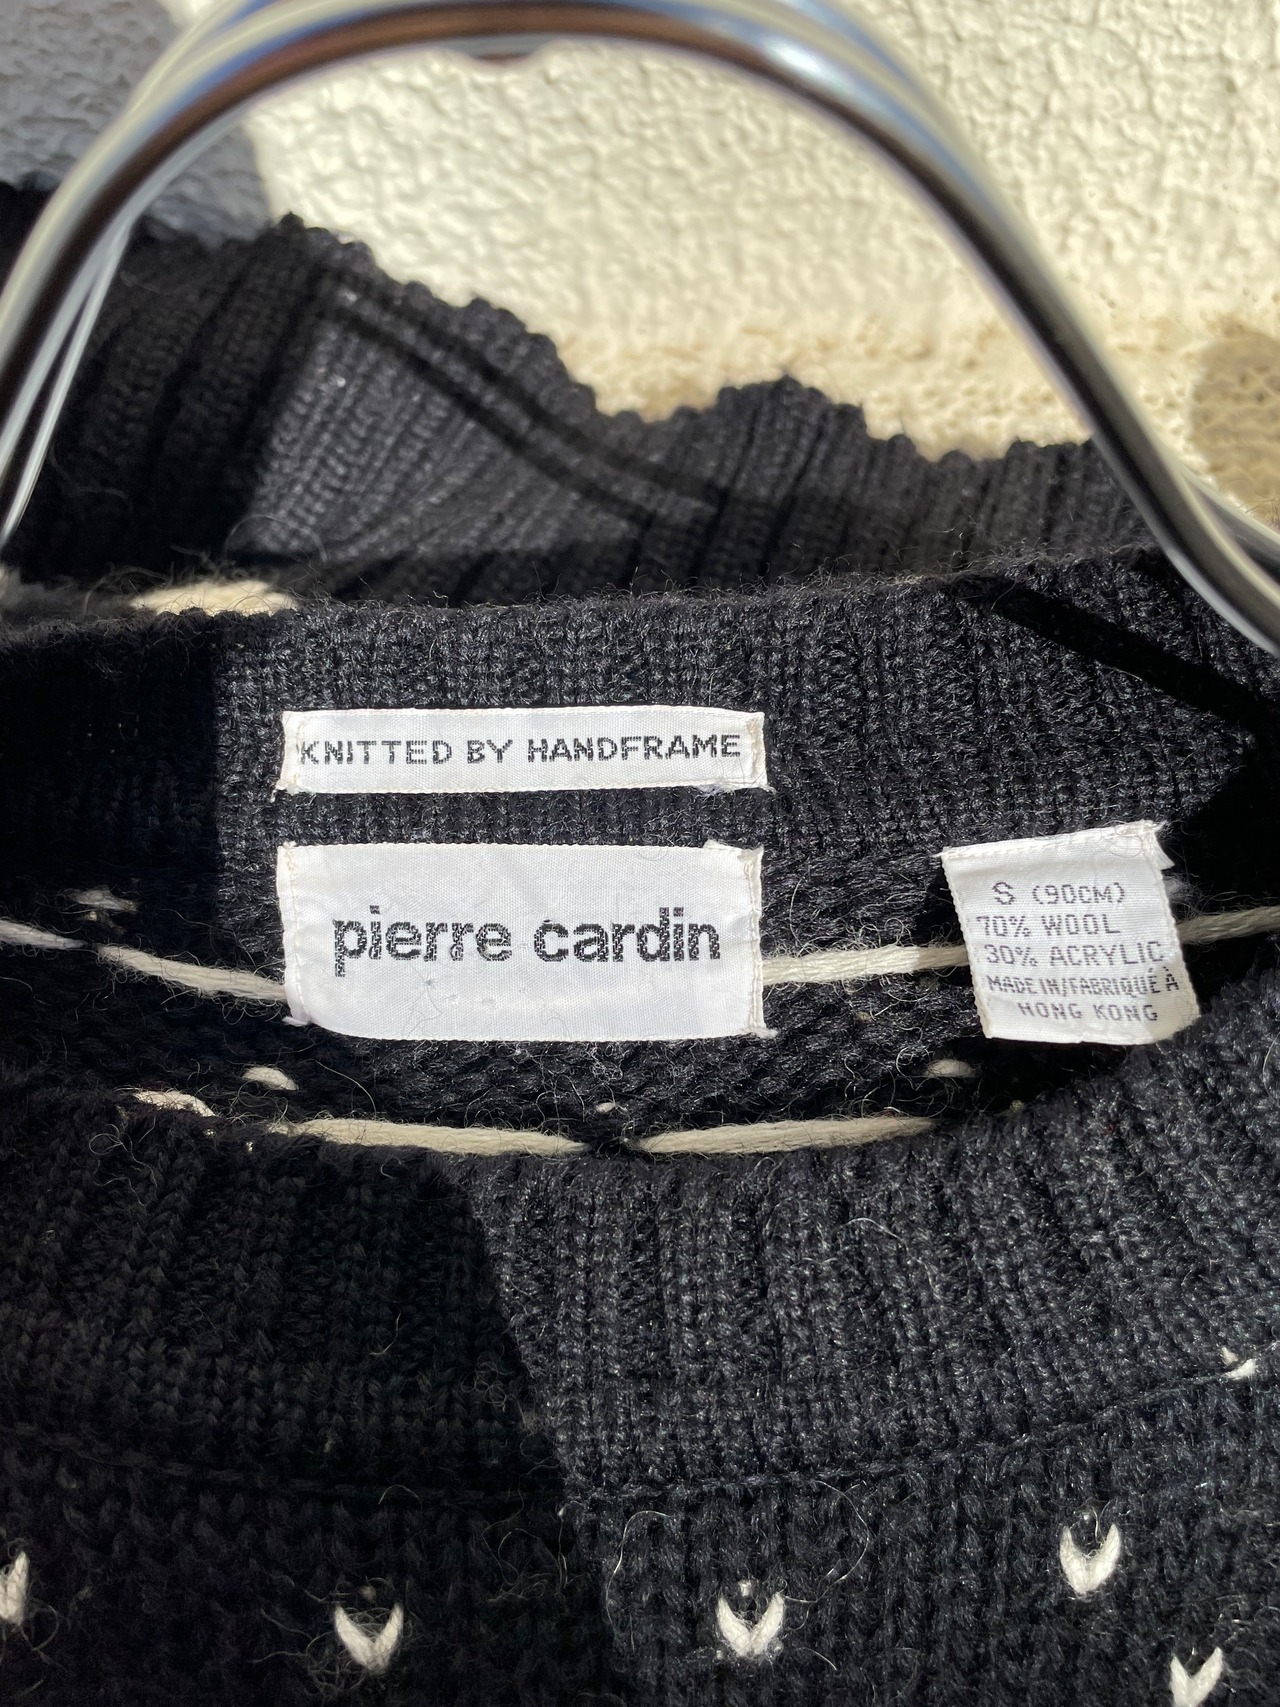 KNITTED BY HANDFRAME
pierre cardin
S (90CM)
70% WOOL
30% ACRYLIC
MADE IN/FABRIQUÉ À
HONG KONG